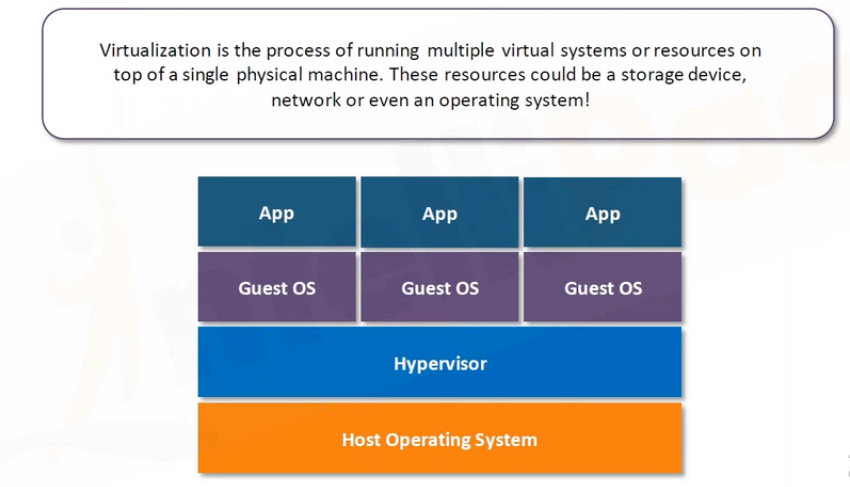 Virtualization is the process of running multiple virtual systems or resources on
top of a single physical machine. These resources could be a storage device,
network or even an operating system!
App App App
Guest OS Guest OS Guest OS
Hypervisor
Host Operating System